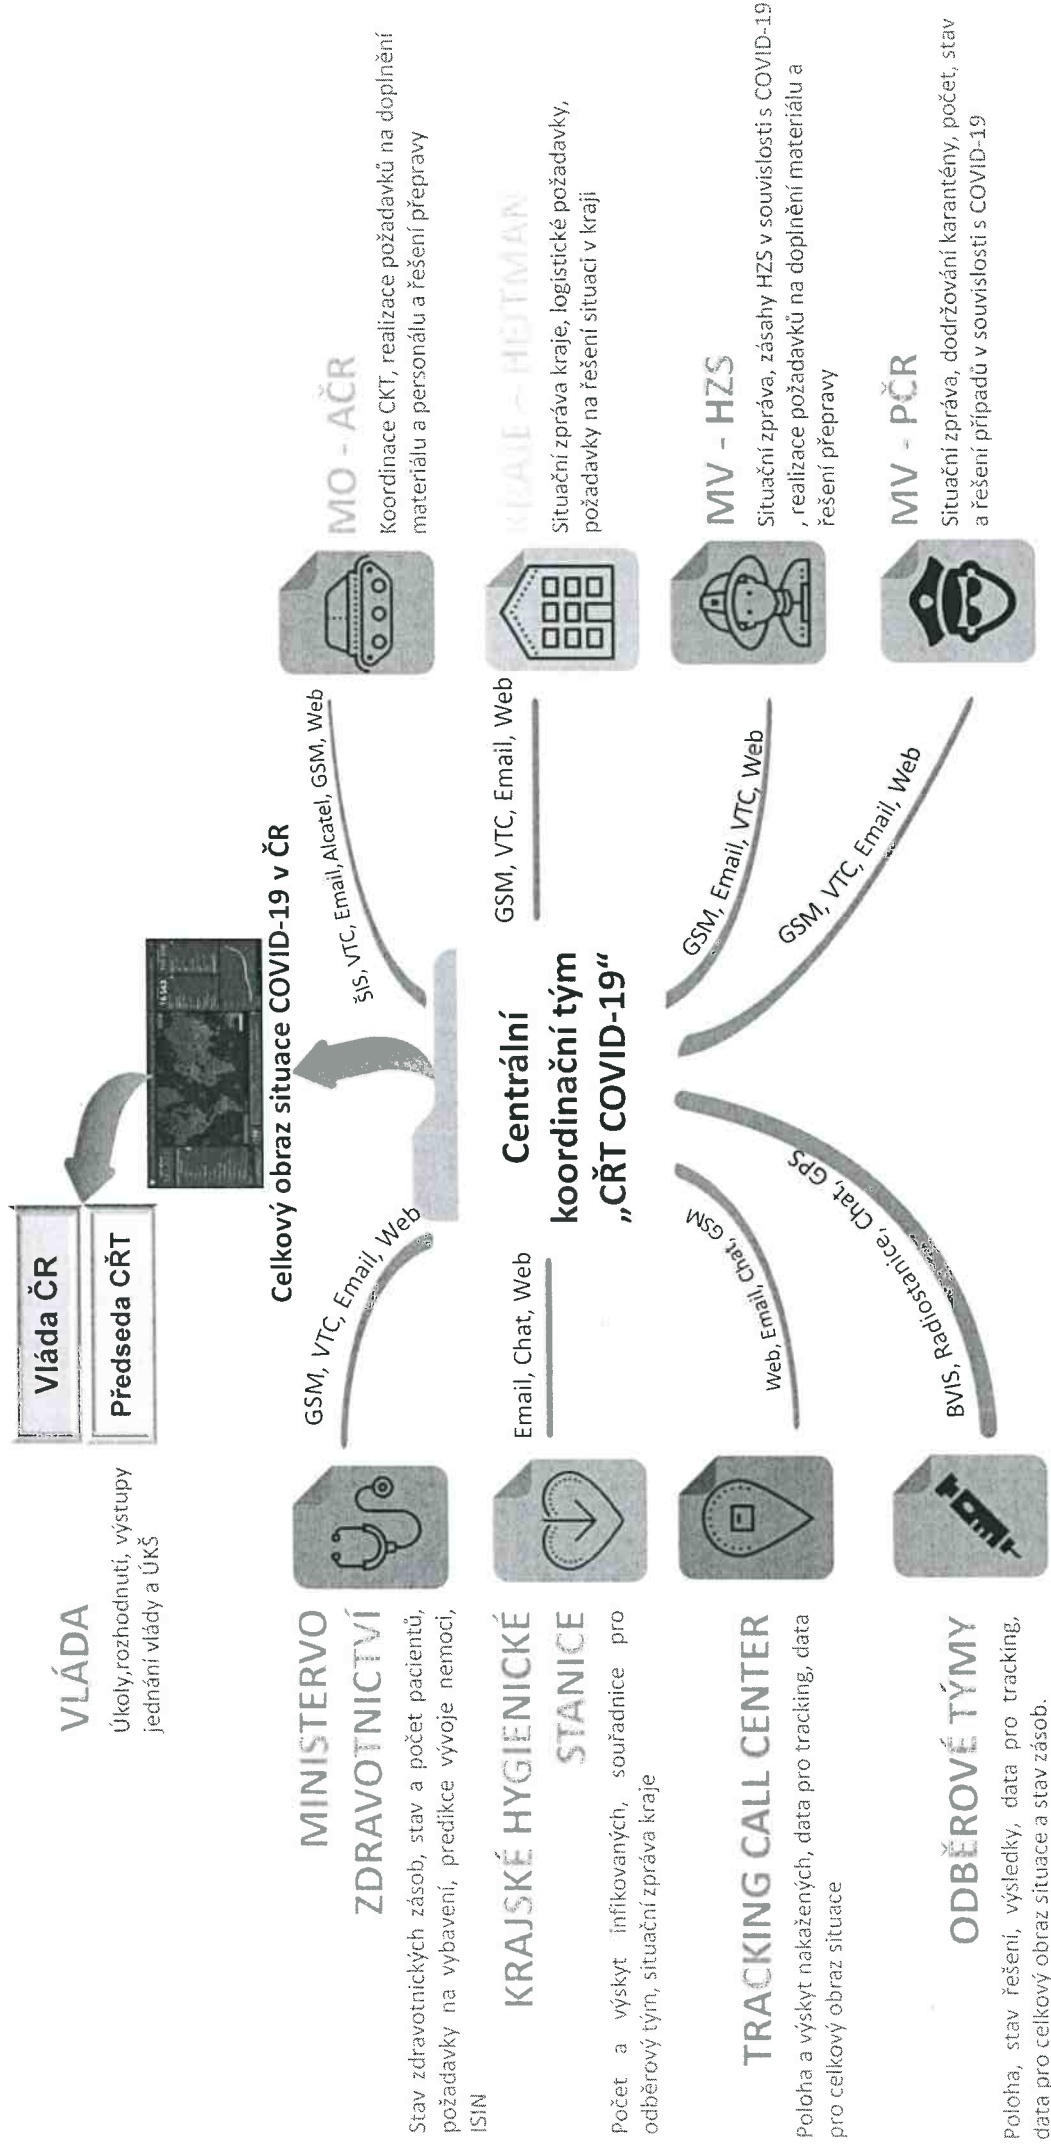 VLÁDA
Úkoly,rozhodnutí, výstupy
jednání vlády a ÚKŠ
Vláda ČR
Předseda CŘT
Celkový obraz situace COVID-19 v ČR
MINISTERVO
ZDRAVOTNICTVÍ
Stav zdravotnických zásob, stav a počet pacientů,
požadavky na vybavení, predikce vývoje nemoci,
ISIN
GSM, VTC, Email, Web
KRAJSKÉ HYGIENICKÉ
STANICE
Počet a výskyt infikovaných, souřadnice pro
odběrový tým, situační zpráva kraje
Email, Chat, Web
TRACKING CALL CENTER
Poloha a výskyt nakažených, data pro tracking, data
pro celkový obraz situace
Web, Email, Chat, GSM
ODBĚROVÉ TÝMY
Poloha, stav řešení, výsledky, data pro tracking,
data pro celkový obraz situace a stav zásob.
BVIS, Radiostanice, Chat, GPS
Centrální
koordinační tým
„CŘT COVID-19“
ŠIS, VTC, Email, Alcatel, GSM, Web
MO - AČR
Koordinace CKT, realizace požadavků na doplnění
materiálu a personálu a řešení přepravy
GSM, VTC, Email, Web
KRAJE – HEJTMAN
Situační zpráva kraje, logistické požadavky,
požadavky na řešení situaci v kraji
GSM, Email, VTC, Web
MV - HZS
Situační zpráva, zásahy HZS v souvislosti s COVID-19
, realizace požadavků na doplnění materiálu a
řešení přepravy
GSM, VTC, Email, Web
MV - PČR
Situační zpráva, dodržování karantény, počet, stav
a řešení případů v souvislosti s COVID-19